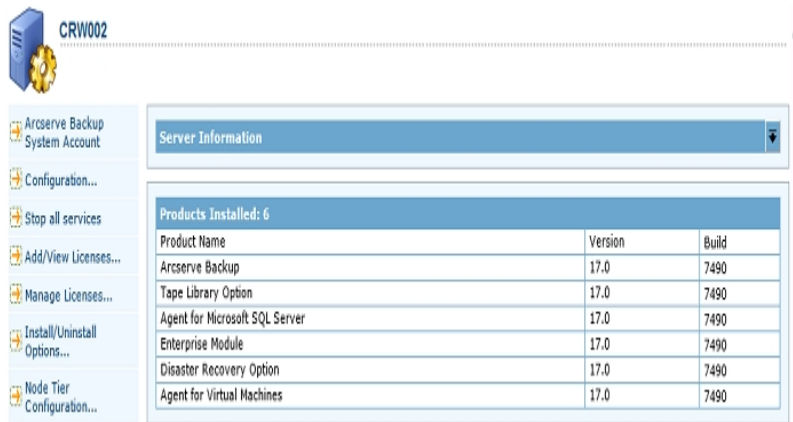 CRW002
Arcserve Backup
System Account
Configuration...
Stop all services
Add/View Licenses...
Manage Licenses...
Install/Uninstall
Options...
Node Tier
Configuration...
Server Information
Products Installed: 6
Product Name Version Build
Arcserve Backup 17.0 7490
Tape Library Option 17.0 7490
Agent for Microsoft SQL Server 17.0 7490
Enterprise Module 17.0 7490
Disaster Recovery Option 17.0 7490
Agent for Virtual Machines 17.0 7490